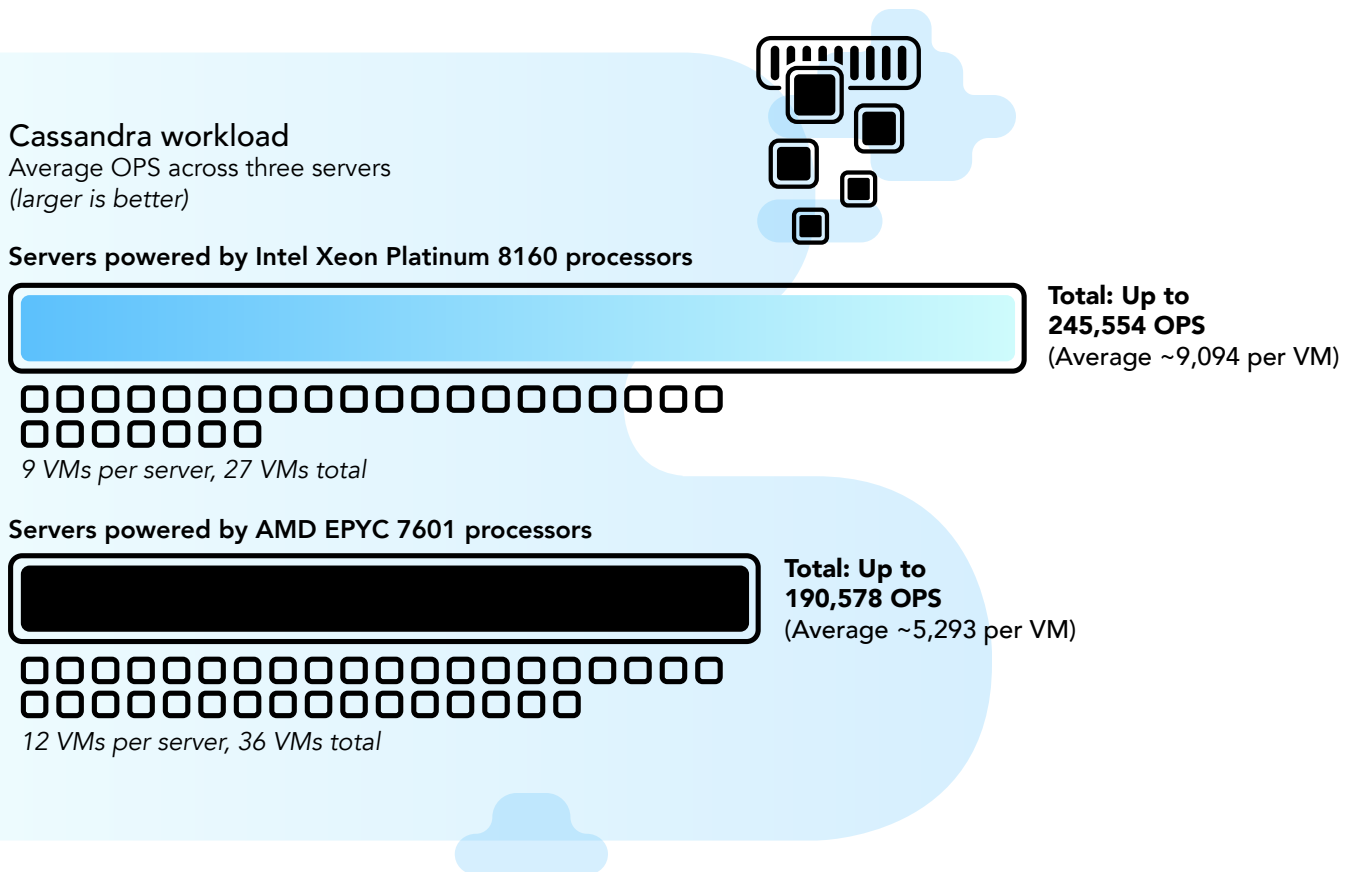 Cassandra workload
Average OPS across three servers
(larger is better)
Servers powered by Intel Xeon Platinum 8160 processors
Total: Up to
245,554 OPS
(Average ~9,094 per VM)
9 VMs per server, 27 VMs total
Servers powered by AMD EPYC 7601 processors
Total: Up to
190,578 OPS
(Average ~5,293 per VM)
12 VMs per server, 36 VMs total